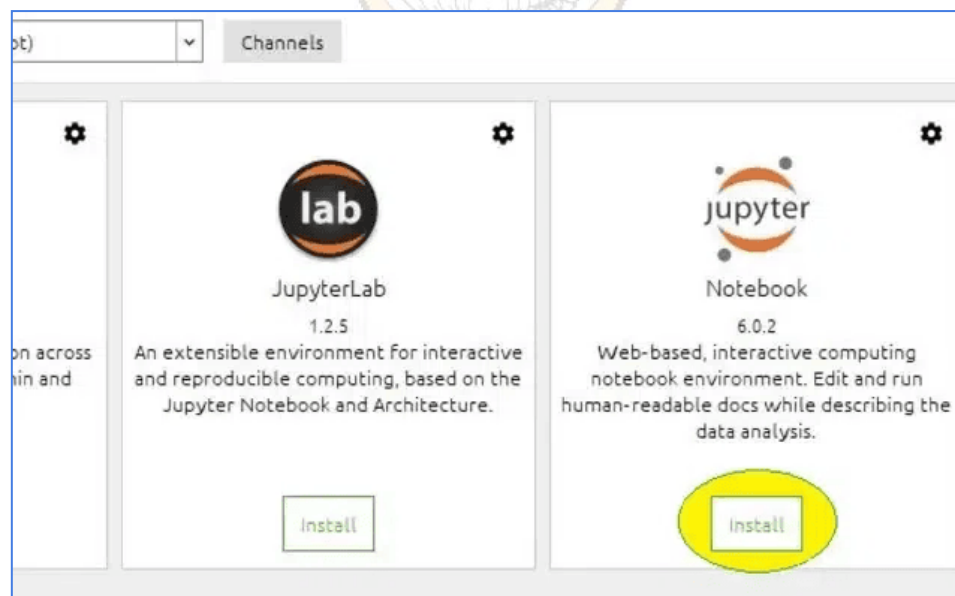 ot)
Channels
on across
in and
lab
JupyterLab
1.2.5
An extensible environment for interactive
and reproducible computing, based on the
Jupyter Notebook and Architecture.
Install
jupyter
Notebook
6.0.2
Web-based, interactive computing
notebook environment. Edit and run
human-readable docs while describing the
data analysis.
Install